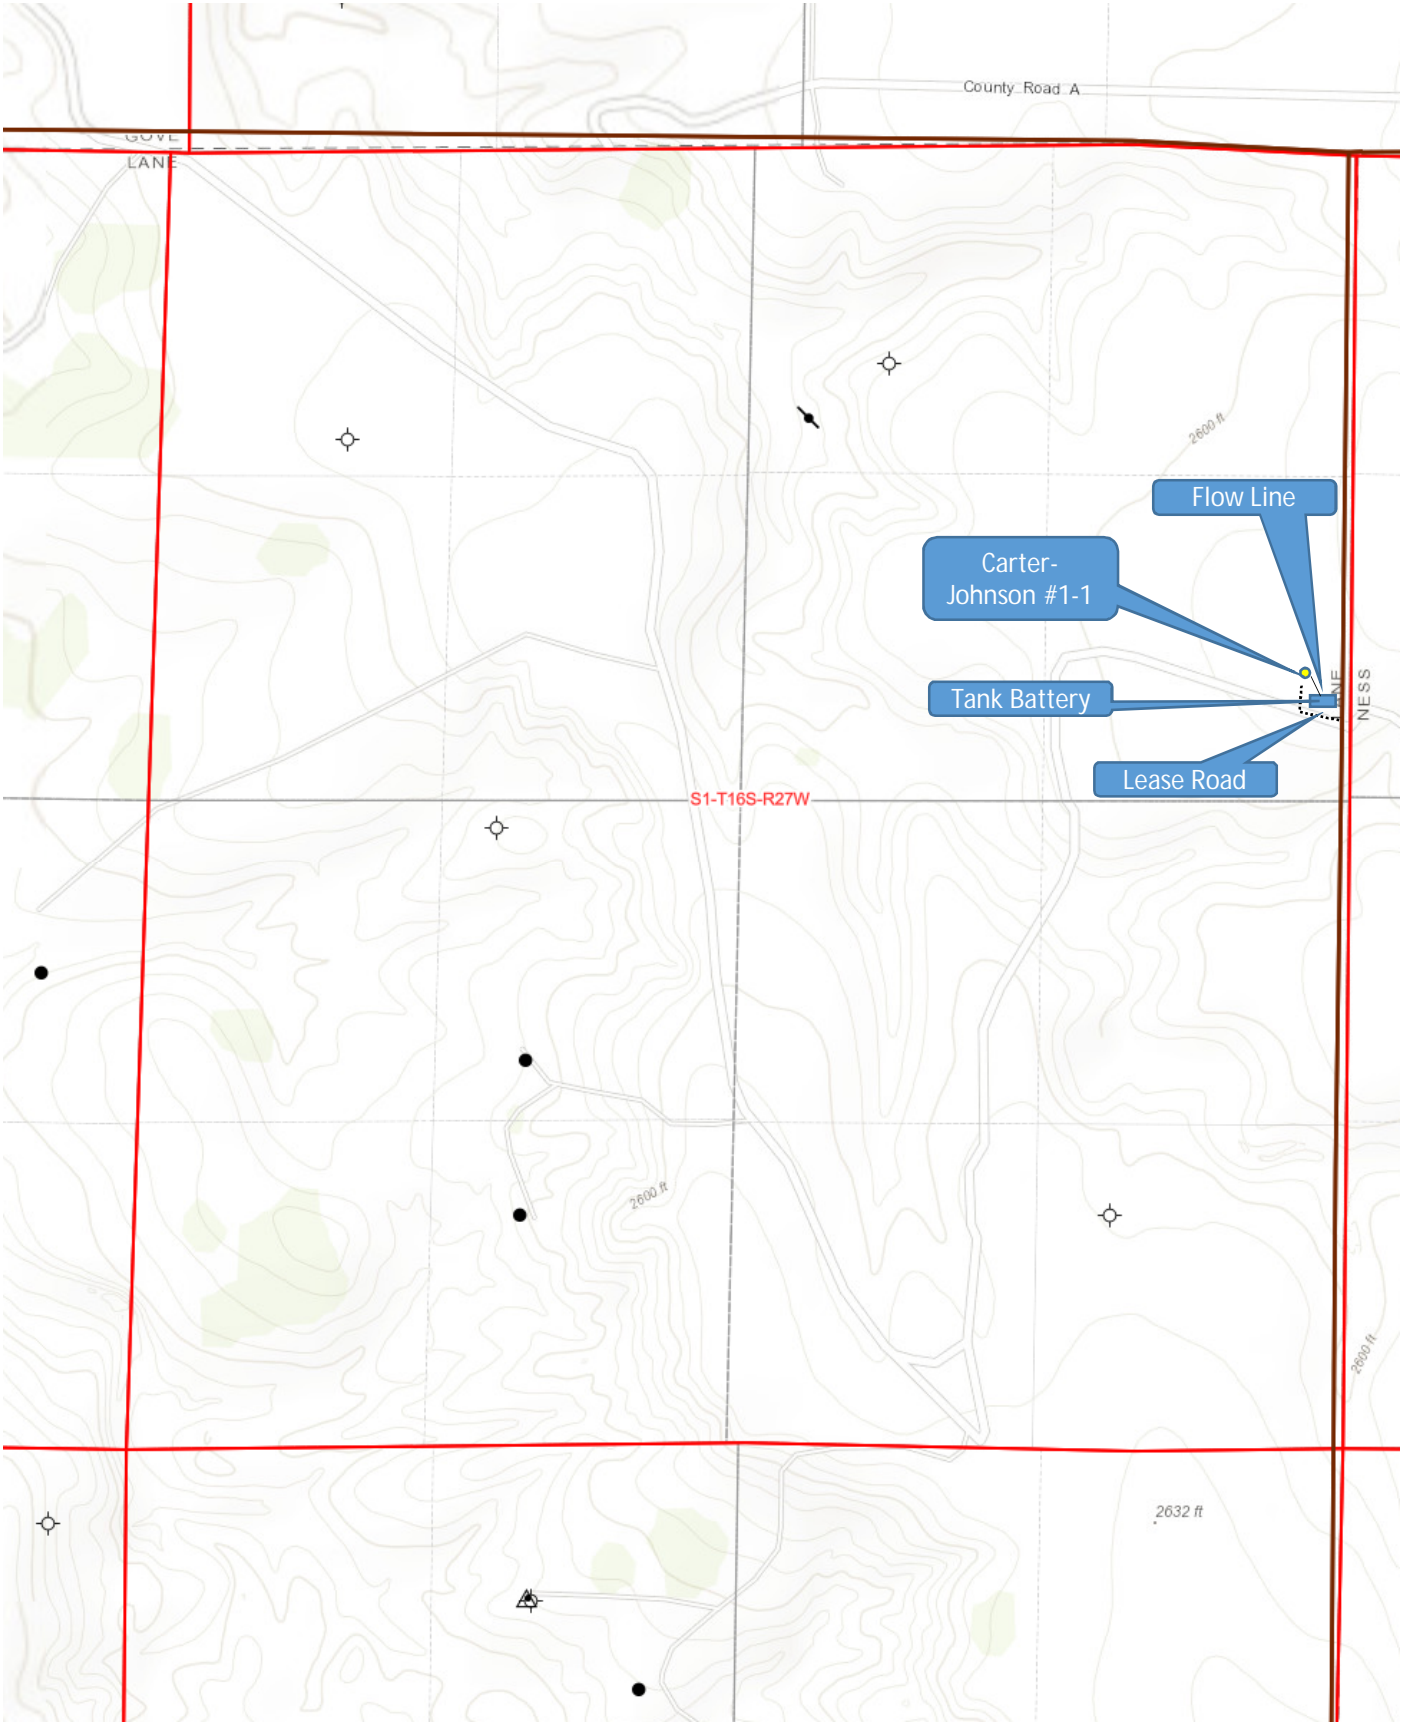 County Road A
GOVE
LANE
2600 ft
Flow Line
Carter-
Johnson #1-1
Tank Battery
NESS
Lease Road
S1-T16S-R27W
2600 ft
2600 ft
2632 ft